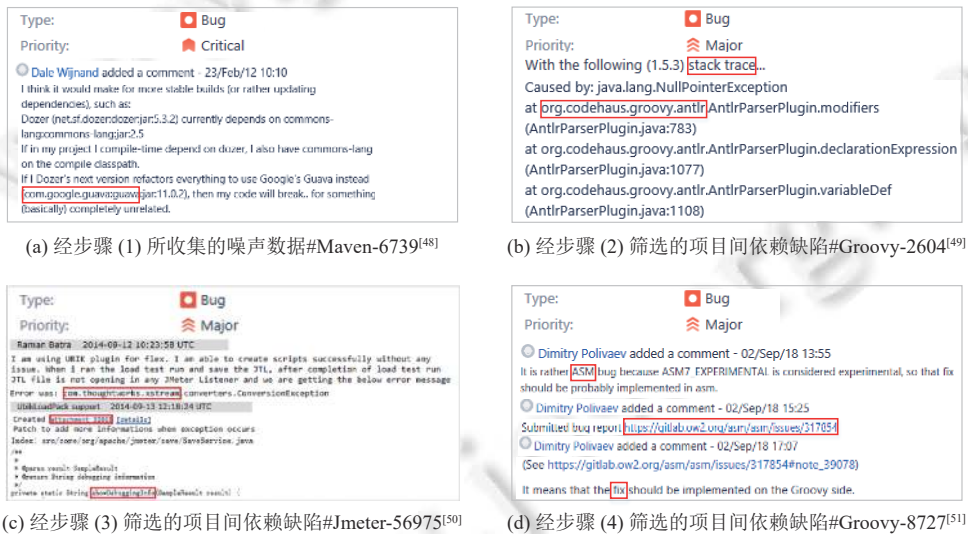 Type: Bug
Priority: Critical
Dale Wijnand added a comment - 23/Feb/12 10:10
I think it would make for more stable builds (or rather updating
dependencies), such as:
Dozer (net.sf.dozer:dozer:jar:5.3.2) currently depends on commons-
lang:commons-lang:jar:2.5
If in my project I compile-time depend on dozer, I also have commons-lang
on the compile classpath.
If I Dozer's next version refactors everything to use Google's Guava instead
(com.google.guava:guava:jar:11.0.2), then my code will break.. for something
(basically) completely unrelated.
(a) 经步骤 (1) 所收集的噪声数据#Maven-6739[48]
Type: Bug
Priority: Major
With the following (1.5.3) stack trace...
Caused by: java.lang.NullPointerException
at org.codehaus.groovy.antlr.AntlrParserPlugin.modifiers
(AntlrParserPlugin.java:783)
at org.codehaus.groovy.antlr.AntlrParserPlugin.declarationExpression
(AntlrParserPlugin.java:1077)
at org.codehaus.groovy.antlr.AntlrParserPlugin.variableDef
(AntlrParserPlugin.java:1108)
(b) 经步骤 (2) 筛选的项目间依赖缺陷#Groovy-2604[49]
Type: Bug
Priority: Major
Raman Batra 2014-09-12 10:23:58 UTC
I am using UBIK plugin for flex. I am able to create scripts successfully without any
issue. When i ran the load test run and save the JTL, after completion of load test run
JTL file is not opening in any JMeter Listener and we are getting the below error message
Error was: com.thoughtworks.xstream.converters.ConversionException
UbikLoadPack support 2014-09-13 12:18:24 UTC
Created attachment [details]
Patch to add more informations when exception occurs
Index: src/core/org/apache/jmeter/save/SaveService.java
/**
*
* @param result SampleResult
* @return String debugging information
*/
private static String showDebuggingInfo(SampleResult result) {
(c) 经步骤 (3) 筛选的项目间依赖缺陷#Jmeter-56975[50]
Type: Bug
Priority: Major
Dimitry Polivaev added a comment - 02/Sep/18 13:55
It is rather ASM bug because ASM7_EXPERIMENTAL is considered experimental, so that fix
should be probably implemented in asm.
Dimitry Polivaev added a comment - 02/Sep/18 15:25
Submitted bug report https://gitlab.ow2.org/asm/asm/issues/317854
Dimitry Polivaev added a comment - 02/Sep/18 17:07
(See https://gitlab.ow2.org/asm/asm/issues/317854#note_39078)
It means that the fix should be implemented on the Groovy side.
(d) 经步骤 (4) 筛选的项目间依赖缺陷#Groovy-8727[51]